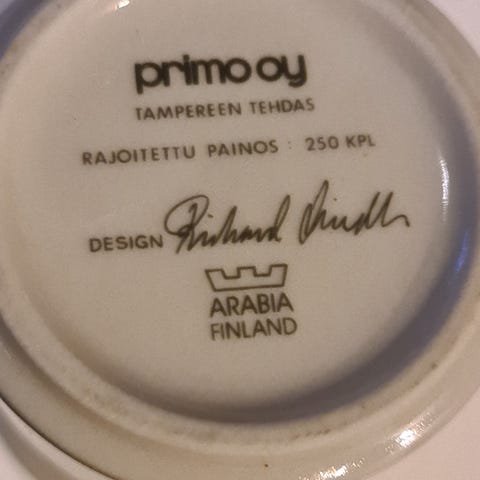 primo oy
TAMPEREEN TEHDAS
RAJOITETTU PAINOS : 250 KPL
DESIGN Richard Lindh
ARABIA
FINLAND